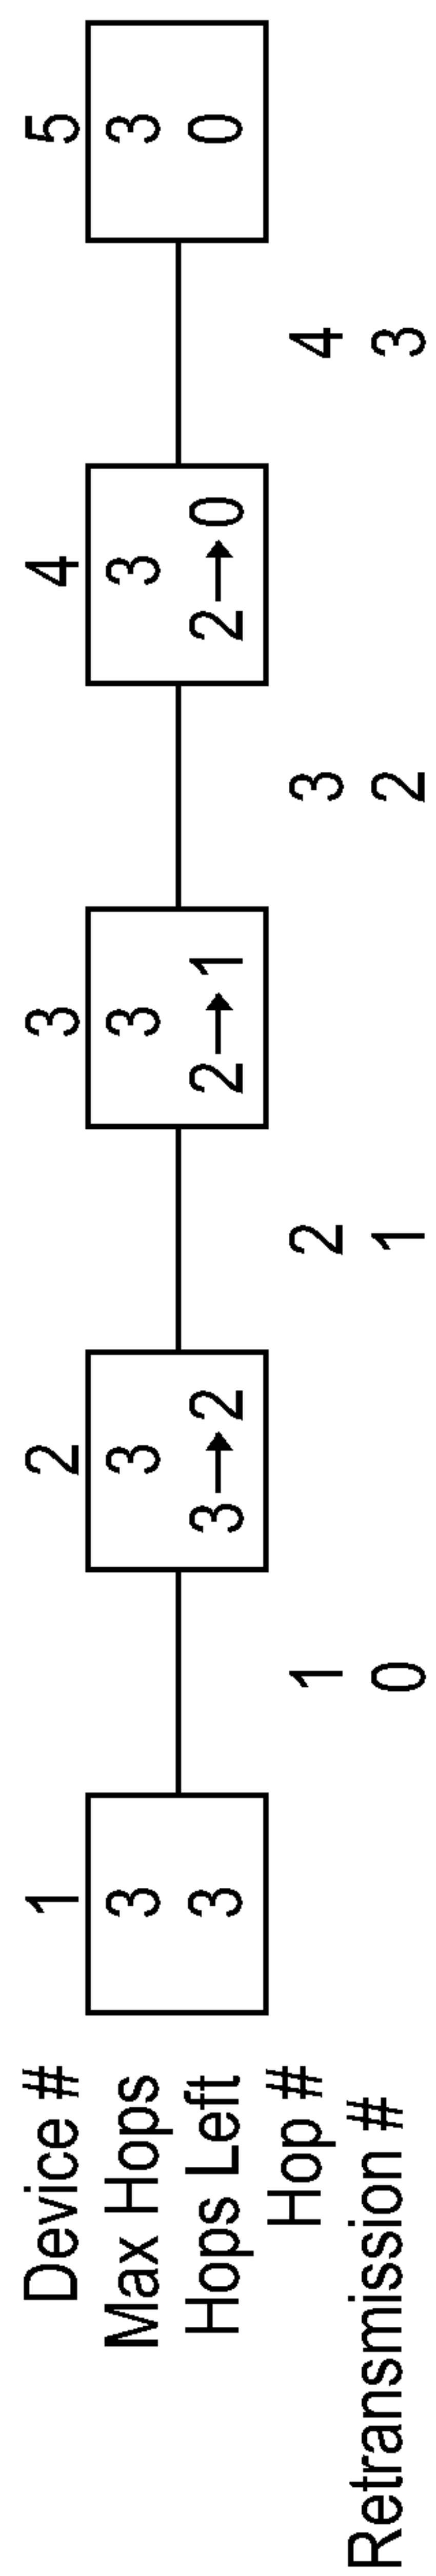 Device # 1 2 3 4 5
Max Hops 3 3 3 3 3
Hops Left 3 3→2 2→1 2→0 0
Hop # 1 2 3 4
Retransmission # 0 1 2 3